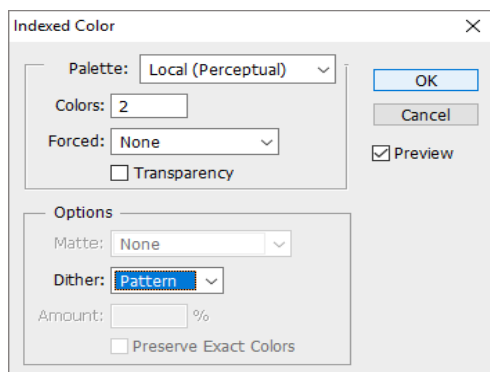 Indexed Color
Palette: Local (Perceptual)
OK
Colors: 2
Cancel
Forced: None
Preview
Transparency
Options
Matte: None
Dither: Pattern
Amount: %
Preserve Exact Colors